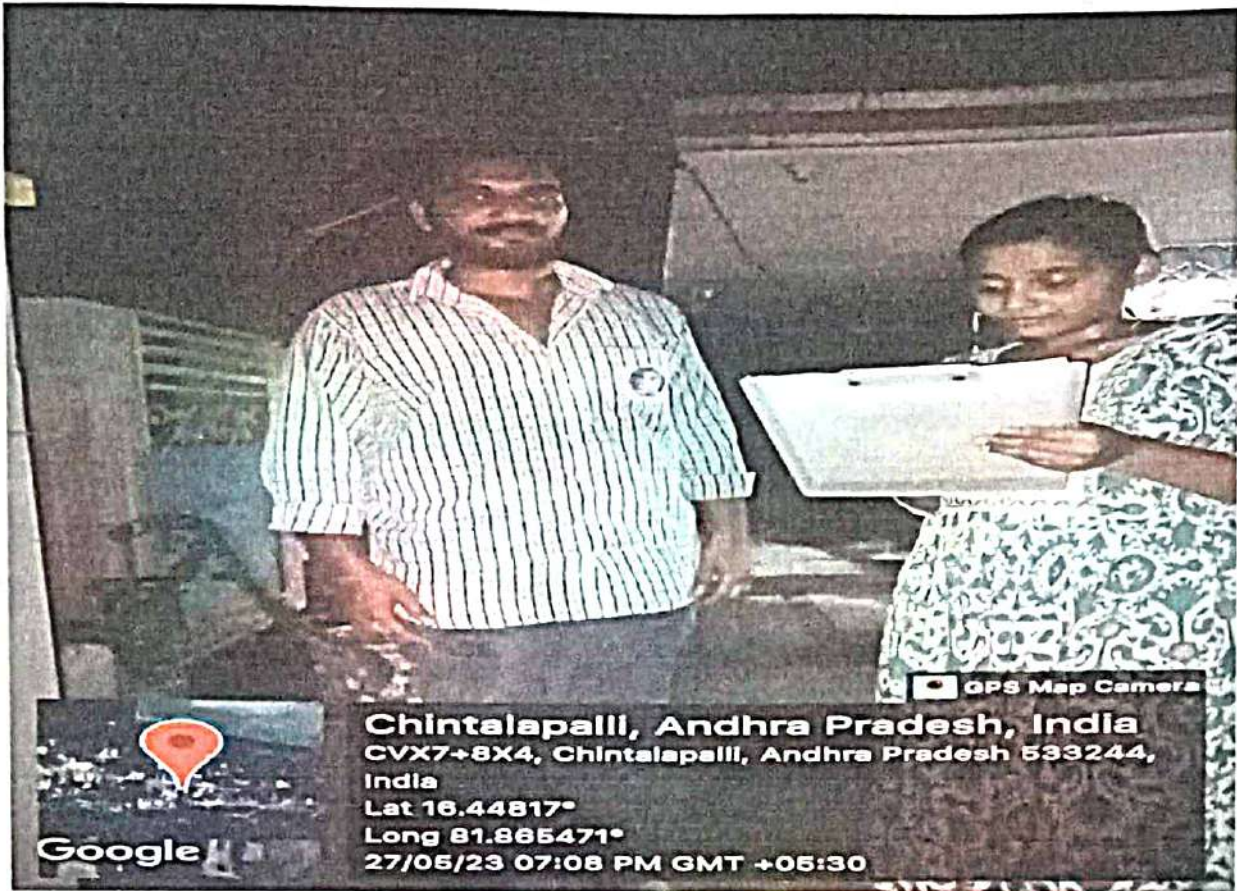 GPS Map Camera
Chintalapalli, Andhra Pradesh, India
CVX7+8X4, Chintalapalli, Andhra Pradesh 533244,
India
Lat 16.44817°
Long 81.865471°
27/05/23 07:08 PM GMT +05:30
Google